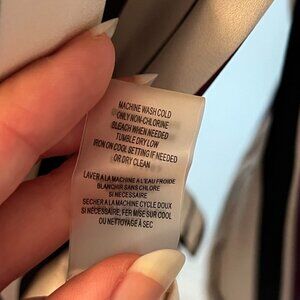 MACHINE WASH COLD
ONLY NON-CHLORINE
BLEACH WHEN NEEDED
TUMBLE DRY LOW
IRON ON COOL SETTING IF NEEDED
OR DRY CLEAN
LAVER A LA MACHINE A L'EAU FROIDE
BLANCHIR SANS CHLORE
SI NECESSAIRE
SECHER A LA MACHINE CYCLE DOUX
SI NÉCESSAIRE, FER MISE SUR COOL
OU NETTOYAGE À SEC